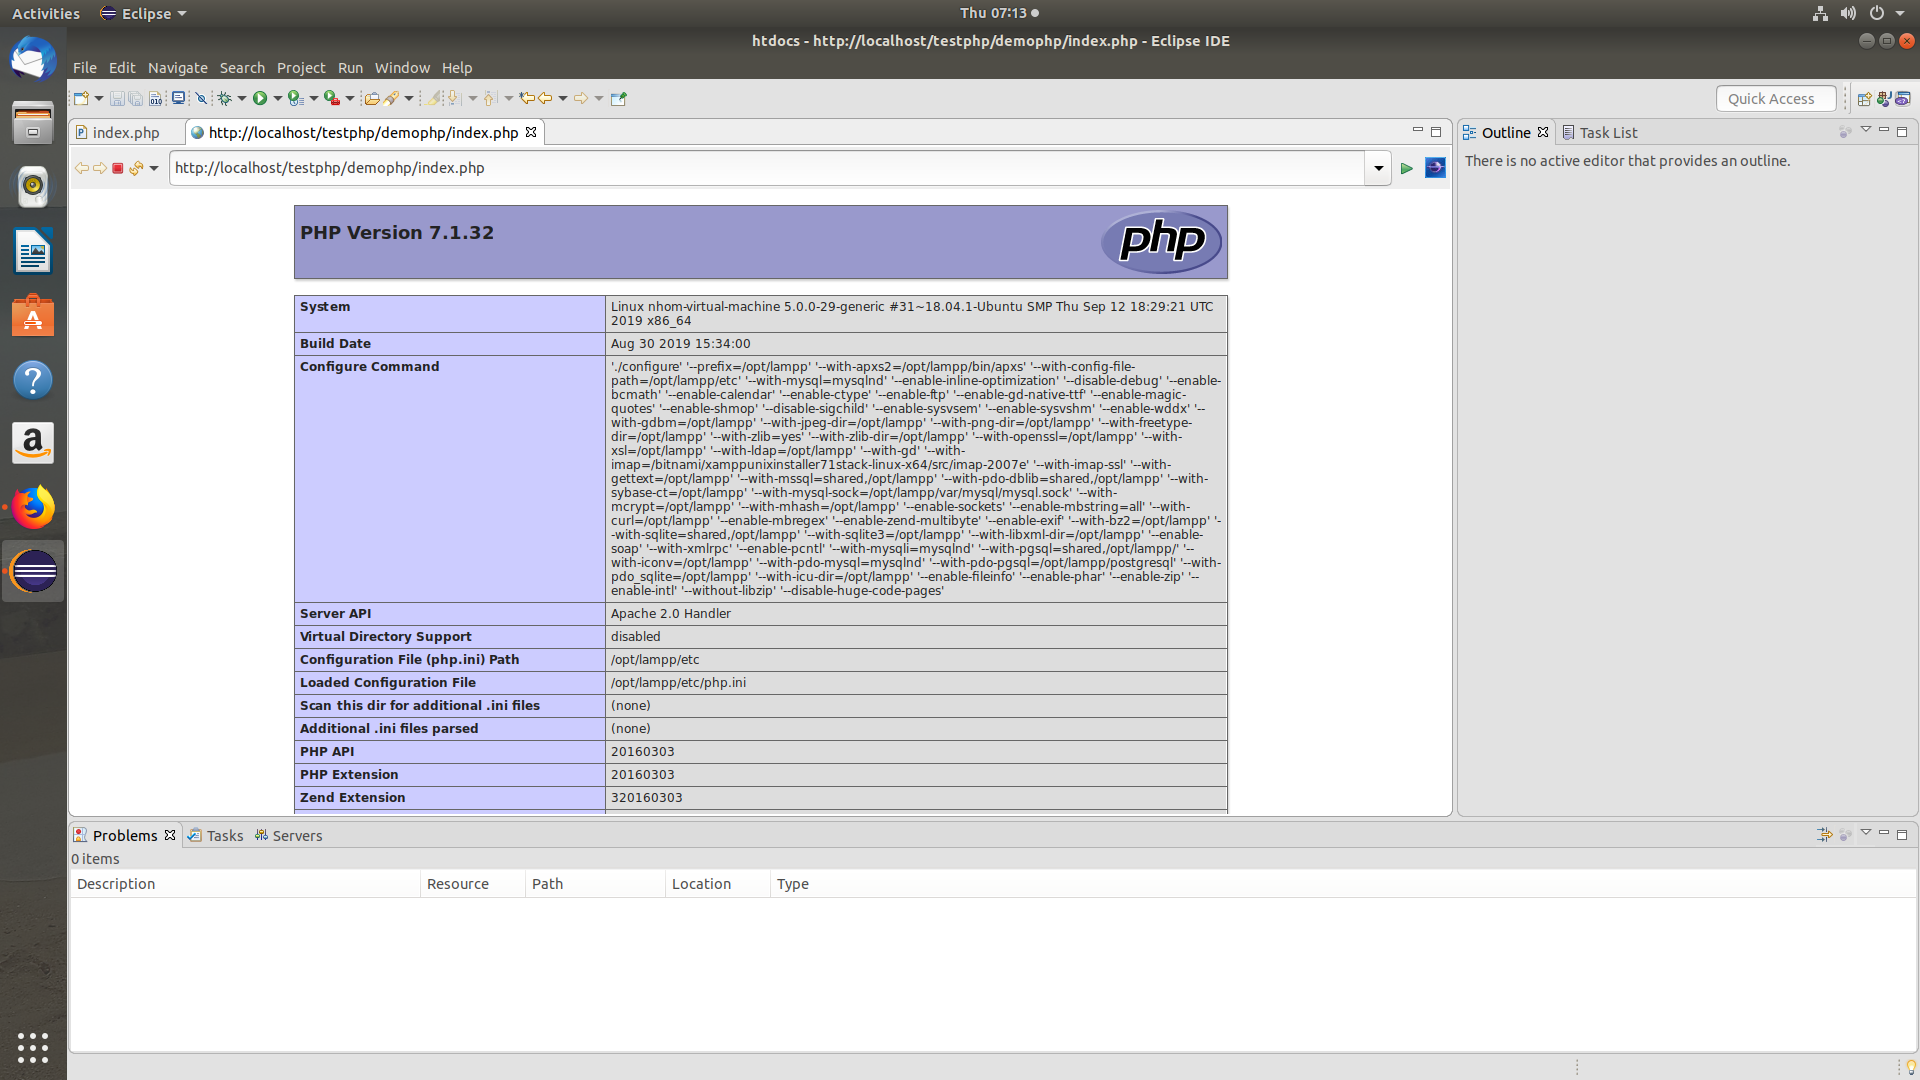 Activities Eclipse Thu 07:13
htdocs - http://localhost/testphp/demophp/index.php - Eclipse IDE
File Edit Navigate Search Project Run Window Help
Quick Access
index.php http://localhost/testphp/demophp/index.php Outline Task List
http://localhost/testphp/demophp/index.php
There is no active editor that provides an outline.
PHP Version 7.1.32
php
System Linux nhom-virtual-machine 5.0.0-29-generic #31~18.04.1-Ubuntu SMP Thu Sep 12 18:29:21 UTC
2019 x86_64
Build Date Aug 30 2019 15:34:00
Configure Command './configure' '--prefix=/opt/lampp' '--with-apxs2=/opt/lampp/bin/apxs' '--with-config-file-
path=/opt/lampp/etc' '--with-mysql=mysqlnd' '--enable-inline-optimization' '--disable-debug' '--enable-
bcmath' '--enable-calendar' '--enable-ctype' '--enable-ftp' '--enable-gd-native-ttf' '--enable-magic-
quotes' '--enable-shmop' '--disable-sigchild' '--enable-sysvsem' '--enable-sysvshm' '--enable-wddx' '--
with-gdbm=/opt/lampp' '--with-jpeg-dir=/opt/lampp' '--with-png-dir=/opt/lampp' '--with-freetype-
dir=/opt/lampp' '--with-zlib=yes' '--with-zlib-dir=/opt/lampp' '--with-openssl=/opt/lampp' '--with-
xsl=/opt/lampp' '--with-ldap=/opt/lampp' '--with-gd' '--with-
imap=/bitnami/xamppunixinstaller71stack-linux-x64/src/imap-2007e' '--with-imap-ssl' '--with-
gettext=/opt/lampp' '--with-mssql=shared,/opt/lampp' '--with-pdo-dblib=shared,/opt/lampp' '--with-
sybase-ct=/opt/lampp' '--with-mysql-sock=/opt/lampp/var/mysql/mysql.sock' '--with-
mcrypt=/opt/lampp' '--with-mhash=/opt/lampp' '--enable-sockets' '--enable-mbstring=all' '--with-
curl=/opt/lampp' '--enable-mbregex' '--enable-zend-multibyte' '--enable-exif' '--with-bz2=/opt/lampp' '-
-with-sqlite=shared,/opt/lampp' '--with-sqlite3=/opt/lampp' '--with-libxml-dir=/opt/lampp' '--enable-
soap' '--with-xmlrpc' '--enable-pcntl' '--with-mysqli=mysqlnd' '--with-pgsql=shared,/opt/lampp/' '--
with-iconv=/opt/lampp' '--with-pdo-mysql=mysqlnd' '--with-pdo-pgsql=/opt/lampp/postgresql' '--with-
pdo_sqlite=/opt/lampp' '--with-icu-dir=/opt/lampp' '--enable-fileinfo' '--enable-phar' '--enable-zip' '--
enable-intl' '--without-libzip' '--disable-huge-code-pages'
Server API Apache 2.0 Handler
Virtual Directory Support disabled
Configuration File (php.ini) Path /opt/lampp/etc
Loaded Configuration File /opt/lampp/etc/php.ini
Scan this dir for additional .ini files (none)
Additional .ini files parsed (none)
PHP API 20160303
PHP Extension 20160303
Zend Extension 320160303
Problems Tasks Servers
0 items
Description Resource Path Location Type